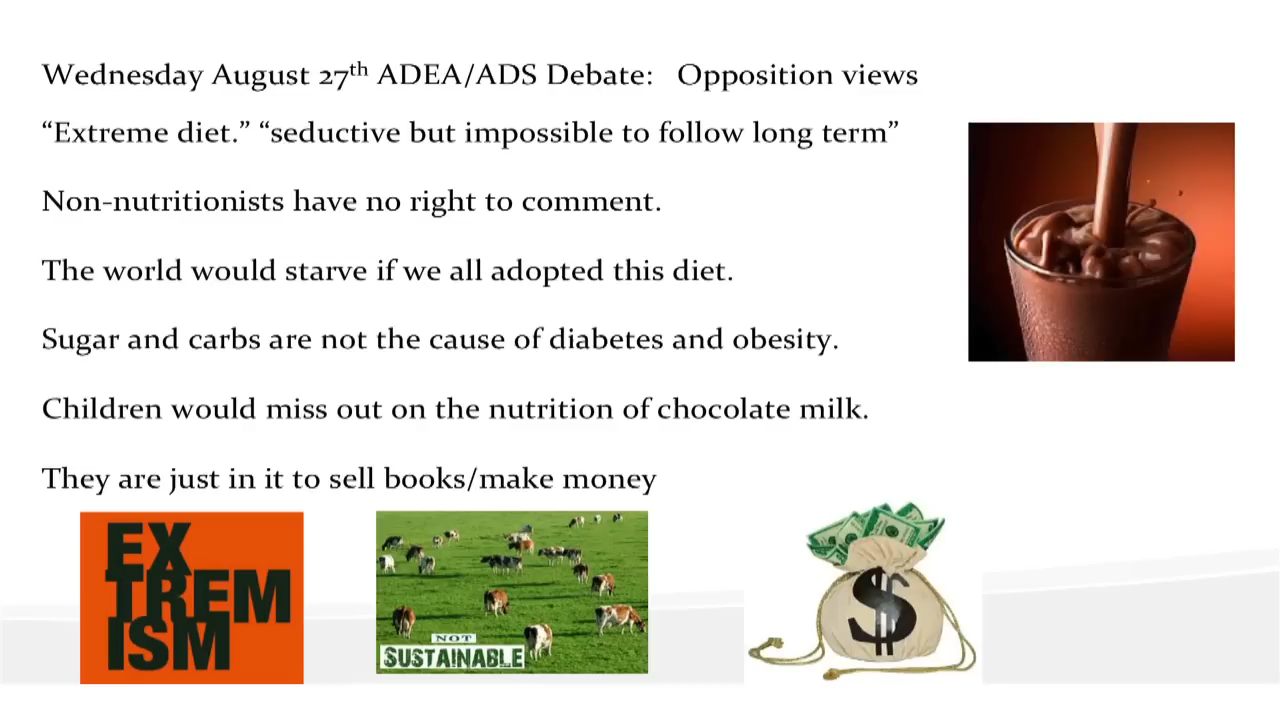 Wednesday August 27th ADEA/ADS Debate: Opposition views
“Extreme diet.” “seductive but impossible to follow long term”
Non-nutritionists have no right to comment.
The world would starve if we all adopted this diet.
Sugar and carbs are not the cause of diabetes and obesity.
Children would miss out on the nutrition of chocolate milk.
They are just in it to sell books/make money
EX
TREM
ISM
NOT
SUSTAINABLE
$